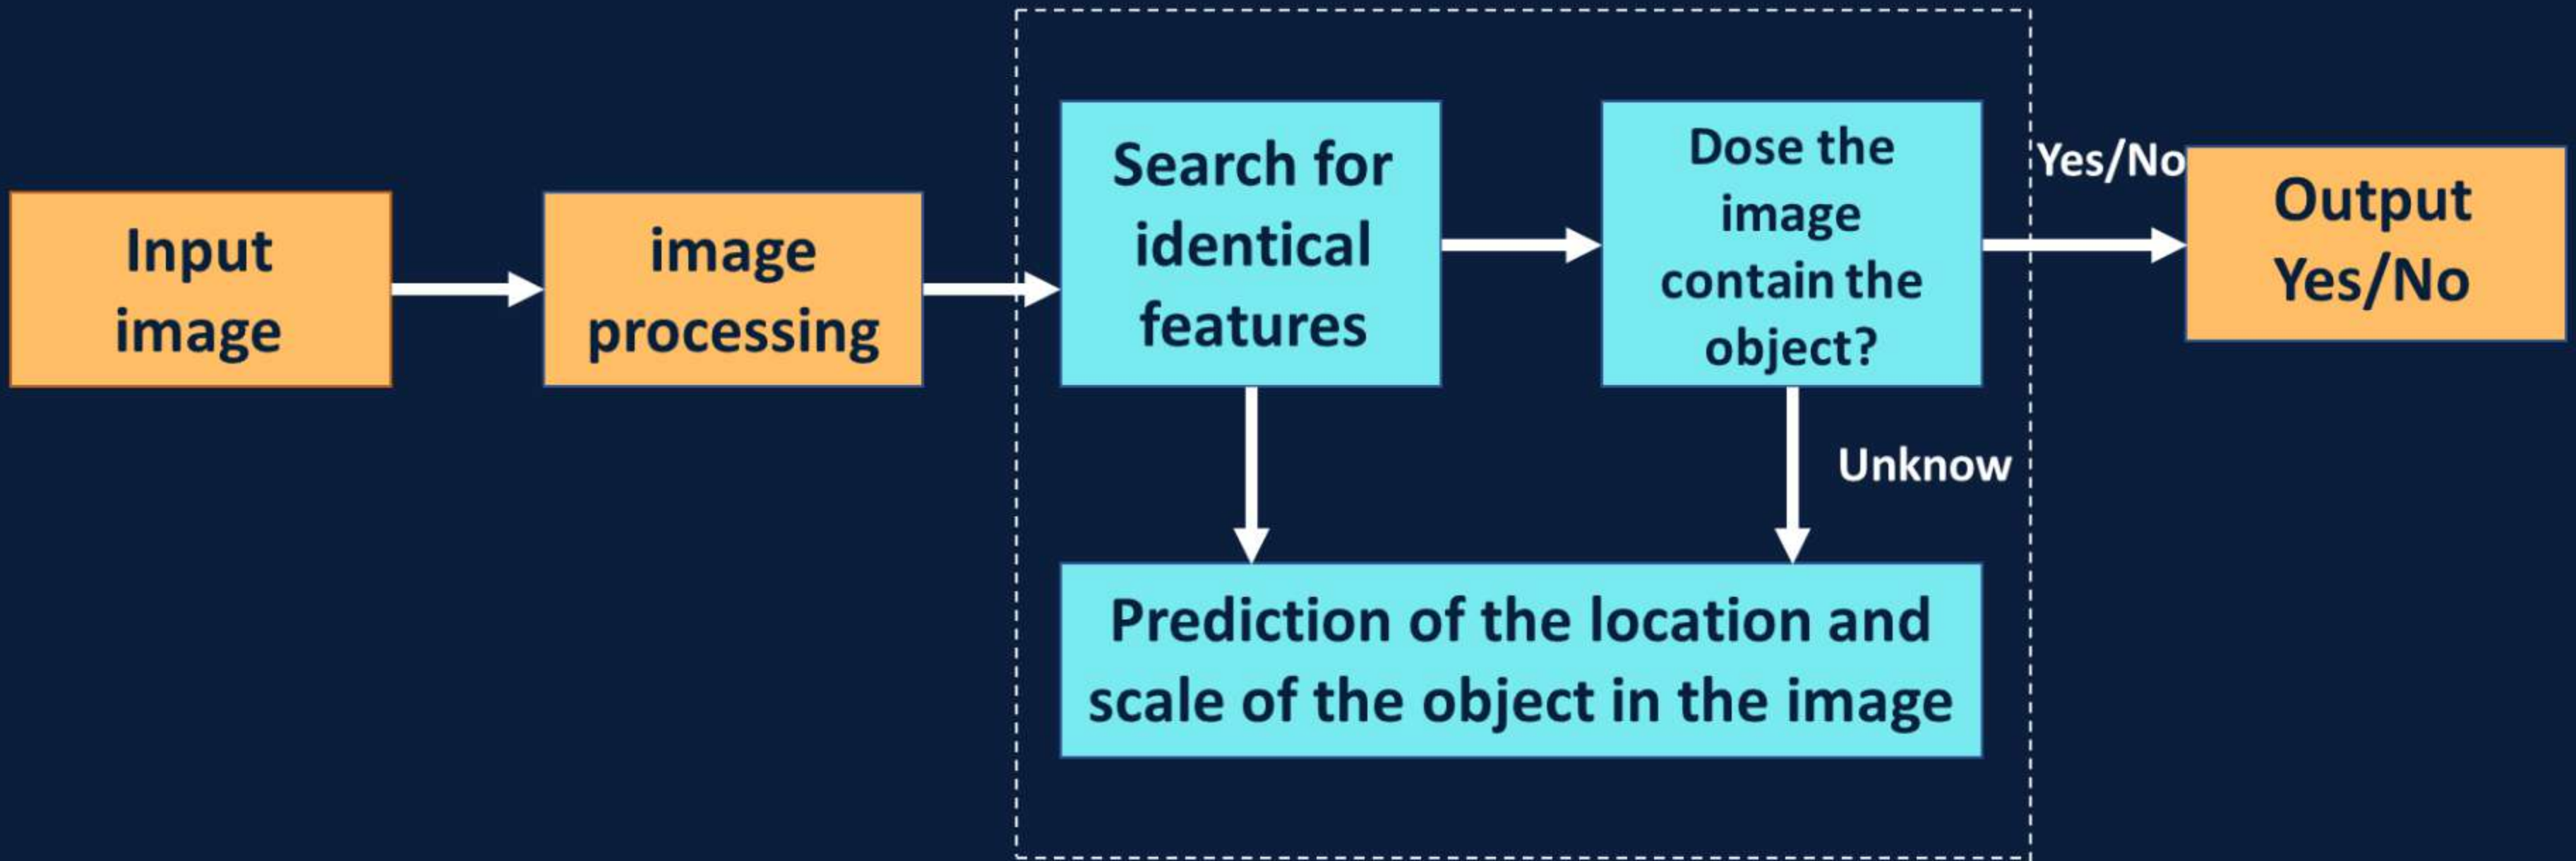 Input
image
image
processing
Search for
identical
features
Dose the
image
contain the
object?
Yes/No
Output
Yes/No
Unknow
Prediction of the location and
scale of the object in the image